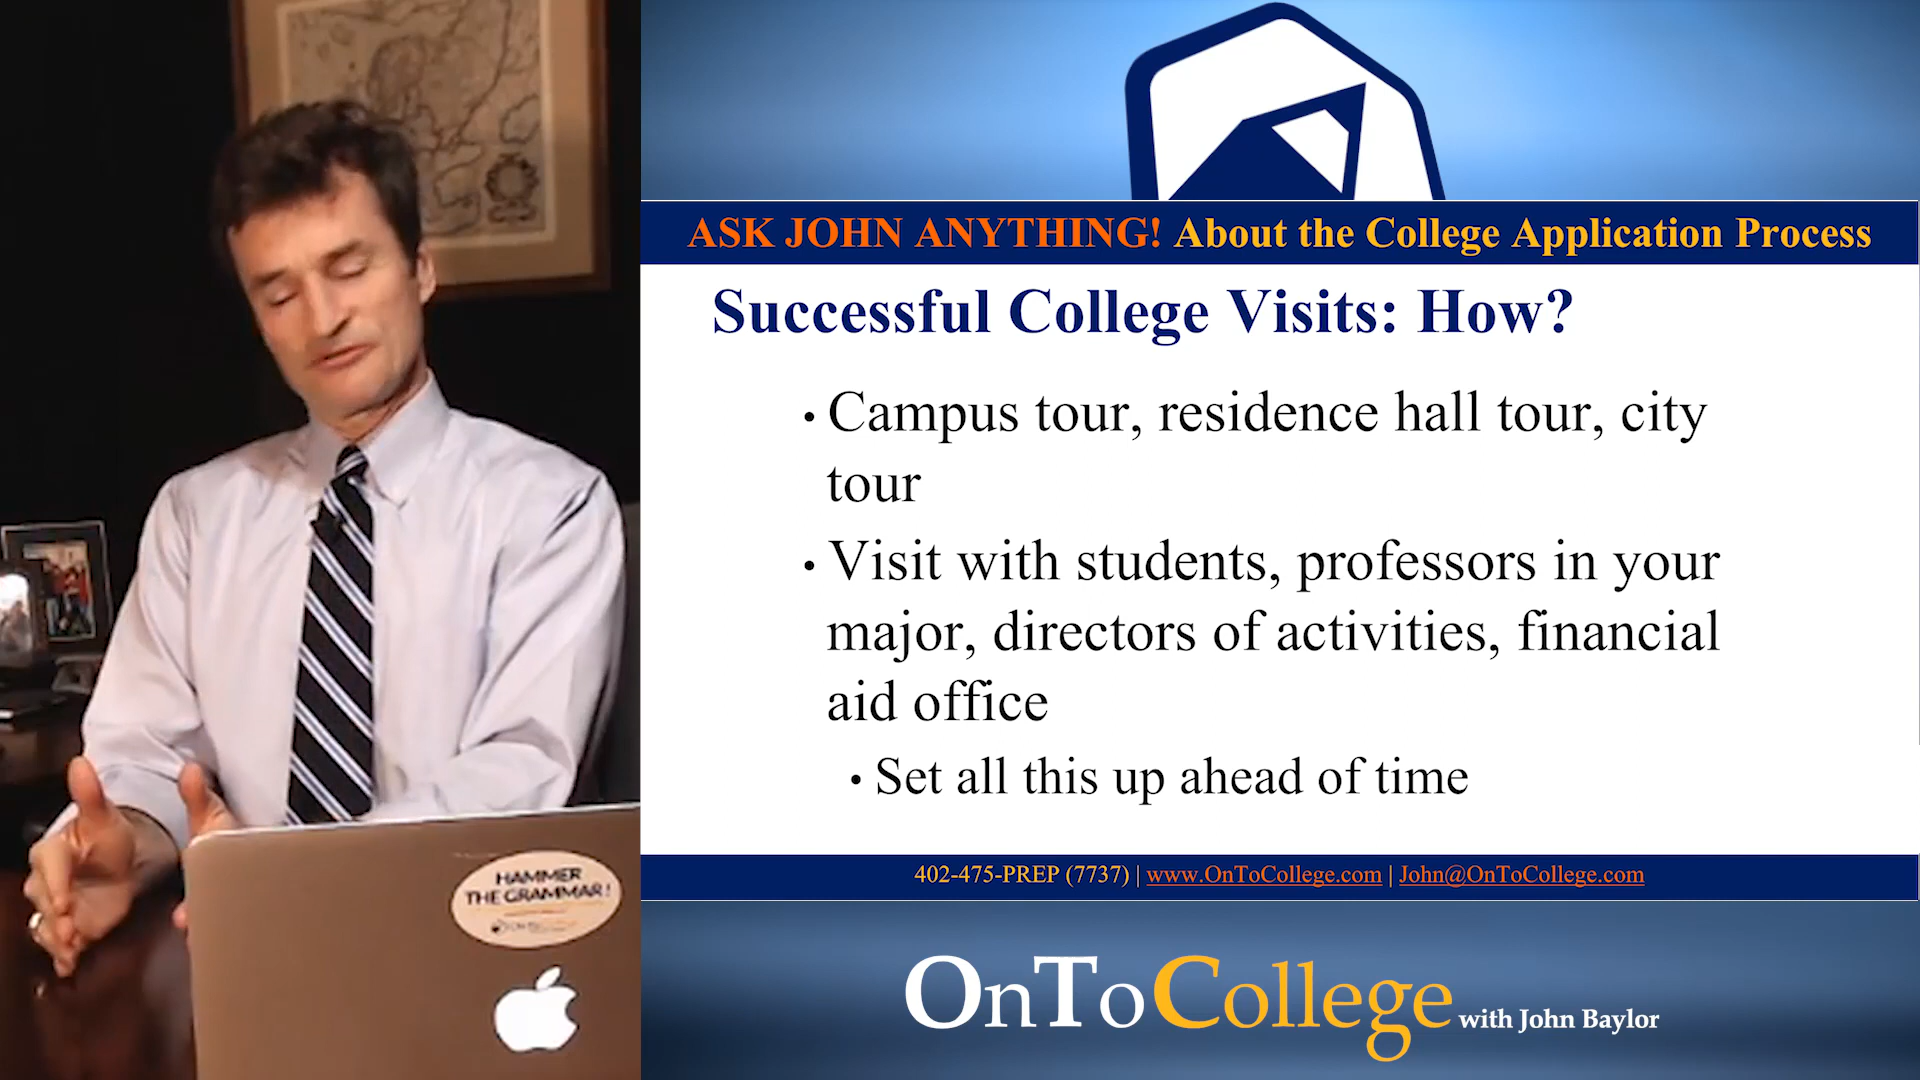 ASK JOHN ANYTHING! About the College Application Process
Successful College Visits: How?
• Campus tour, residence hall tour, city
tour
• Visit with students, professors in your
major, directors of activities, financial
aid office
• Set all this up ahead of time
402-475-PREP (7737) | www.OnToCollege.com | John@OnToCollege.com
OnToCollege with John Baylor
HAMMER
THE GRAMMAR!